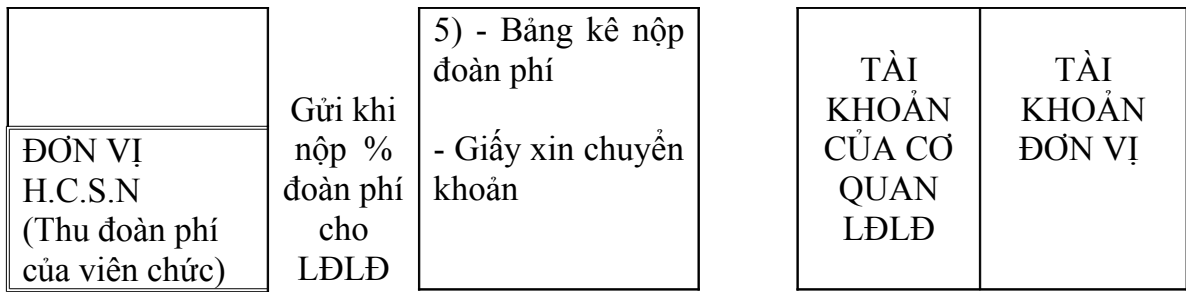 ĐƠN VỊ
H.C.S.N
(Thu đoàn phí
của viên chức)
Gửi khi
nộp % 
đoàn phí
cho
LĐLĐ
5) - Bảng kê nộp
đoàn phí
- Giấy xin chuyển
khoản
TÀI
KHOẢN
CỦA CƠ
QUAN
LĐLĐ
TÀI
KHOẢN
ĐƠN VỊ